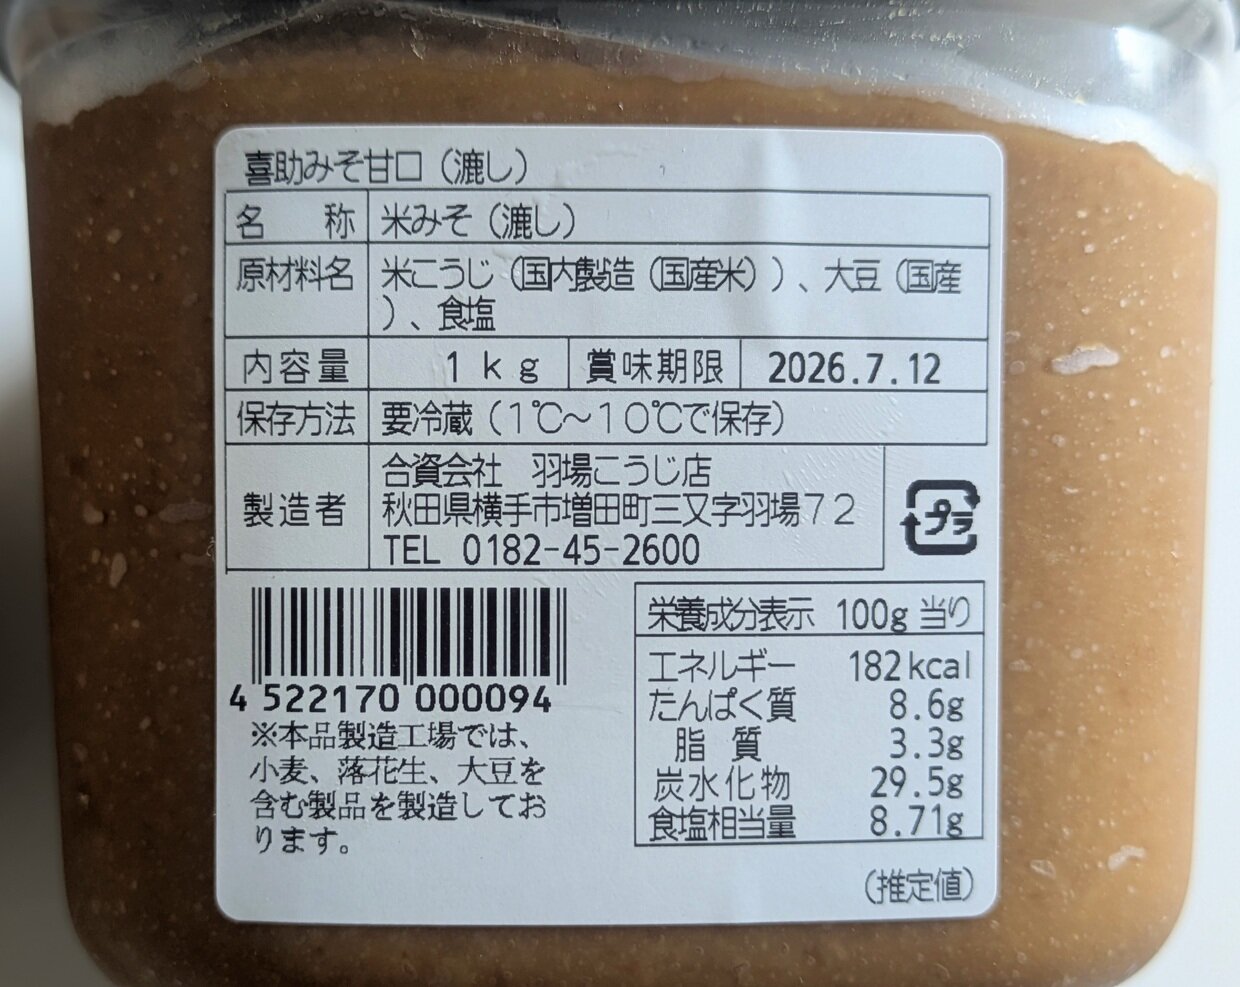 喜助みそ甘口（漉し）
名　称 米みそ（漉し）
原材料名 米こうじ（国内製造（国産米））、大豆（国産
）、食塩
内容量 1kg 賞味期限 2026.7.12
保存方法 要冷蔵（1℃～10℃で保存）
製造者 合資会社　羽場こうじ店
秋田県横手市増田町三又字羽場72
TEL 0182-45-2600
プラ
4 522170 000094
※本品製造工場では、
小麦、落花生、大豆を
含む製品を製造してお
ります。
栄養成分表示 100g当り
エネルギー 182kcal
たんぱく質 8.6g
脂質 3.3g
炭水化物 29.5g
食塩相当量 8.71g
（推定値）